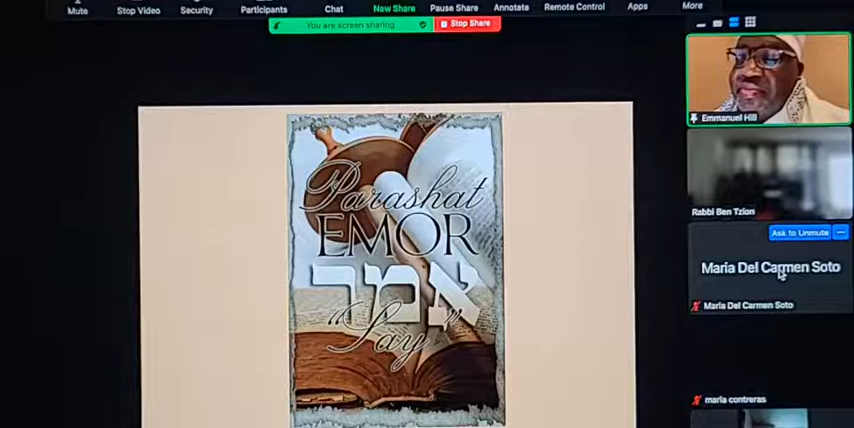 Mute
Stop Video
Security
Participants
Chat
New Share
Pause Share
Annotate
Remote Control
Apps
More
You are screen sharing
Stop Share
Emmanuel Hill
Rabbi Ben Tzion
Ask to Unmute
Maria Del Carmen Soto
Maria Del Carmen Soto
maria contreras
Parashat
EMOR
אמר
"Say"